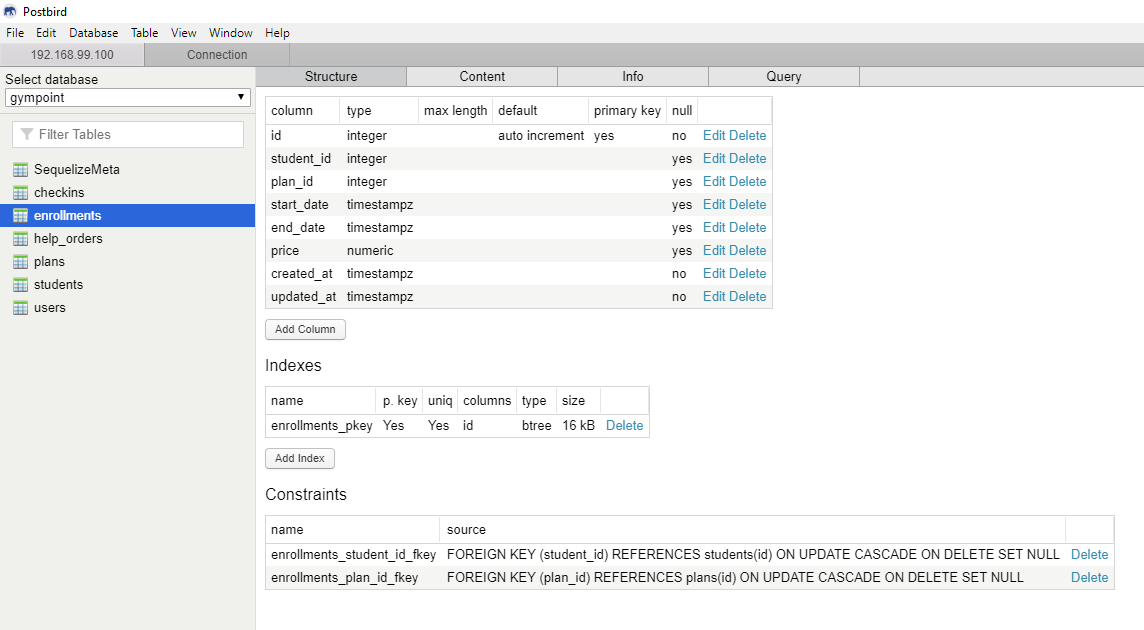 Postbird
File Edit Database Table View Window Help
192.168.99.100 Connection
Select database
gympoint
Filter Tables
SequelizeMeta
checkins
enrollments
help_orders
plans
students
users
Structure Content Info Query
column type max length default primary key null
id integer auto increment yes no Edit Delete
student_id integer yes Edit Delete
plan_id integer yes Edit Delete
start_date timestampz yes Edit Delete
end_date timestampz yes Edit Delete
price numeric yes Edit Delete
created_at timestampz no Edit Delete
updated_at timestampz no Edit Delete
Add Column
Indexes
name p. key uniq columns type size
enrollments_pkey Yes Yes id btree 16 kB Delete
Add Index
Constraints
name source
enrollments_student_id_fkey FOREIGN KEY (student_id) REFERENCES students(id) ON UPDATE CASCADE ON DELETE SET NULL Delete
enrollments_plan_id_fkey FOREIGN KEY (plan_id) REFERENCES plans(id) ON UPDATE CASCADE ON DELETE SET NULL Delete